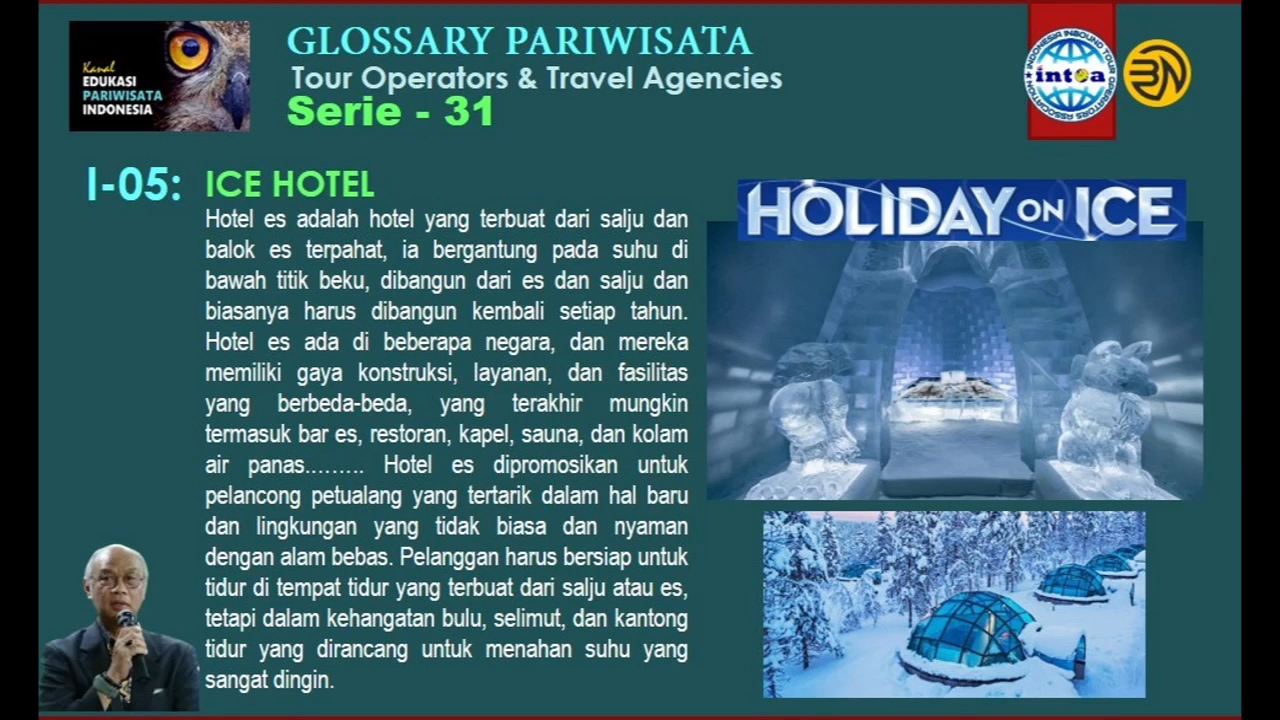 Kanal
EDUKASI
PARIWISATA
INDONESIA
GLOSSARY PARIWISATA
Tour Operators & Travel Agencies
Serie - 31
INDONESIA INBOUND TOUR OPERATORS ASSOCIATION
intoa
BN
I-05:
ICE HOTEL
Hotel es adalah hotel yang terbuat dari salju dan
balok es terpahat, ia bergantung pada suhu di
bawah titik beku, dibangun dari es dan salju dan
biasanya harus dibangun kembali setiap tahun.
Hotel es ada di beberapa negara, dan mereka
memiliki gaya konstruksi, layanan, dan fasilitas
yang berbeda-beda, yang terakhir mungkin
termasuk bar es, restoran, kapel, sauna, dan kolam
air panas……… Hotel es dipromosikan untuk
pelancong petualang yang tertarik dalam hal baru
dan lingkungan yang tidak biasa dan nyaman
dengan alam bebas. Pelanggan harus bersiap untuk
tidur di tempat tidur yang terbuat dari salju atau es,
tetapi dalam kehangatan bulu, selimut, dan kantong
tidur yang dirancang untuk menahan suhu yang
sangat dingin.
HOLIDAY ON ICE